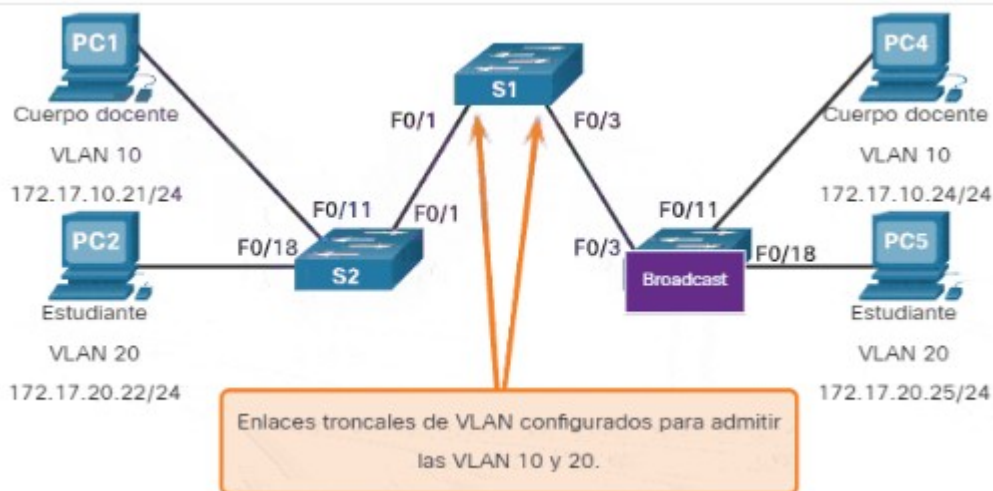 PC1
Cuerpo docente
VLAN 10
172.17.10.21/24
PC2
Estudiante
VLAN 20
172.17.20.22/24
F0/11
F0/18
S2
F0/1
F0/1
S1
F0/3
F0/3
Broadcast
F0/11
F0/18
PC4
Cuerpo docente
VLAN 10
172.17.10.24/24
PC5
Estudiante
VLAN 20
172.17.20.25/24
Enlaces troncales de VLAN configurados para admitir
las VLAN 10 y 20.